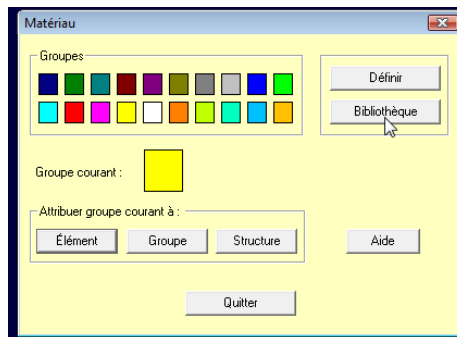 Matériau
Groupes
Définir
Bibliothèque
Groupe courant :
Attribuer groupe courant à :
Élément
Groupe
Structure
Aide
Quitter